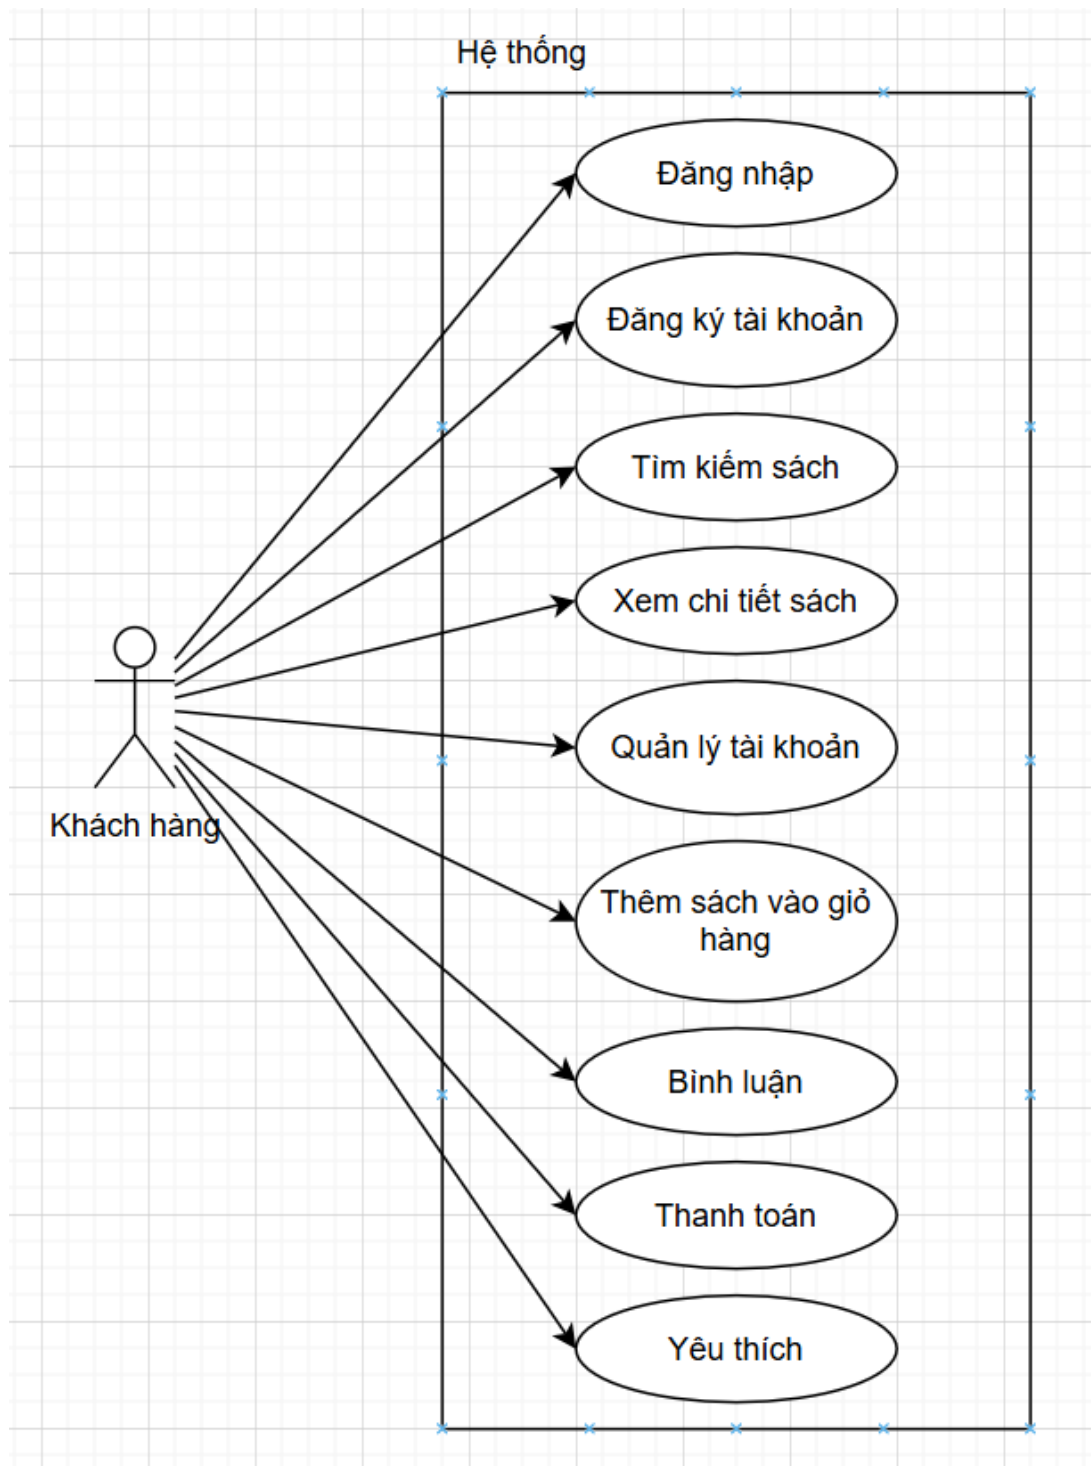 Hệ thống
Đăng nhập
Đăng ký tài khoản
Tìm kiếm sách
Xem chi tiết sách
Quản lý tài khoản
Khách hàng
Thêm sách vào giỏ
hàng
Bình luận
Thanh toán
Yêu thích